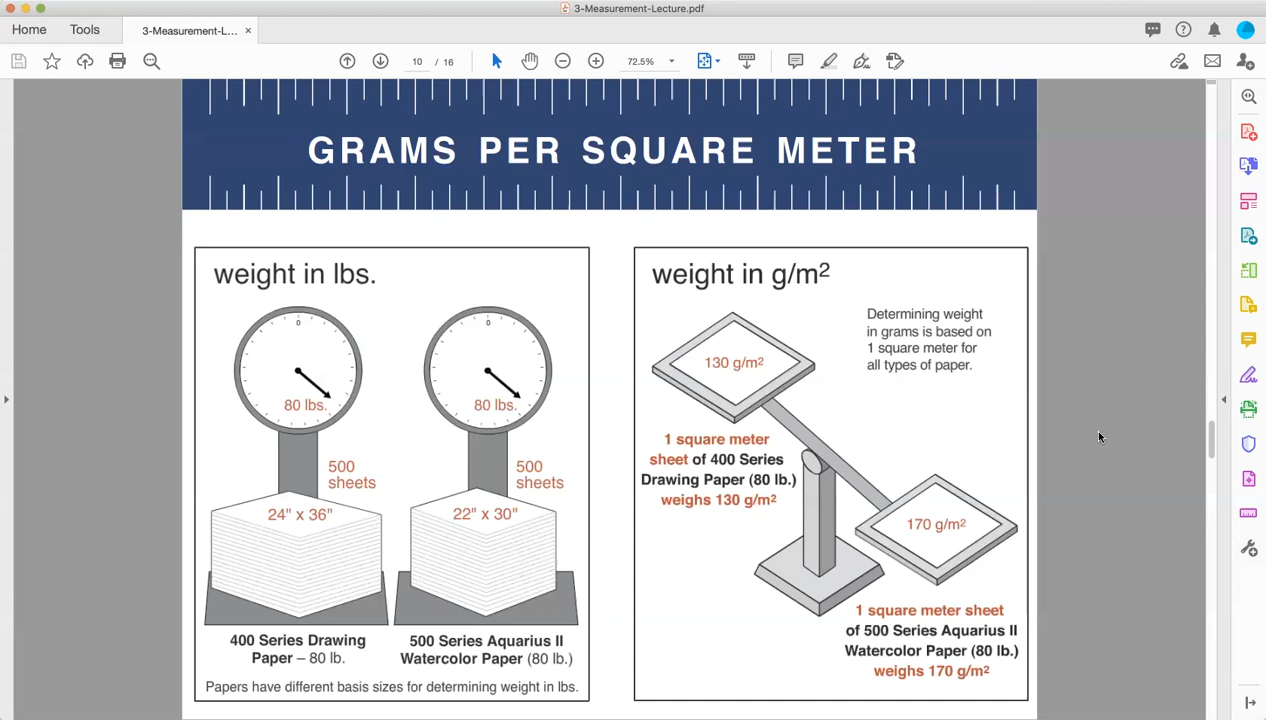 3-Measurement-Lecture.pdf
Home
Tools
3-Measurement-L...
10 / 16
72.5%
GRAMS PER SQUARE METER
weight in lbs.
0
80 lbs.
500
sheets
24" x 36"
400 Series Drawing
Paper – 80 lb.
0
80 lbs.
500
sheets
22" x 30"
500 Series Aquarius II
Watercolor Paper (80 lb.)
Papers have different basis sizes for determining weight in lbs.
weight in g/m2
Determining weight
in grams is based on
1 square meter for
all types of paper.
130 g/m2
1 square meter
sheet of 400 Series
Drawing Paper (80 lb.)
weighs 130 g/m2
170 g/m2
1 square meter sheet
of 500 Series Aquarius II
Watercolor Paper (80 lb.)
weighs 170 g/m2